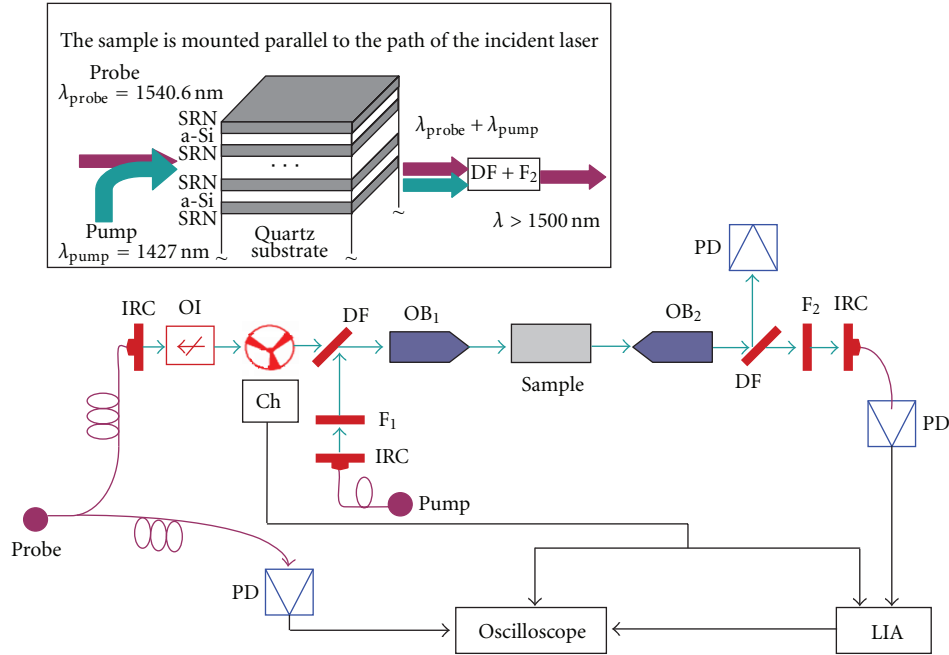 The sample is mounted parallel to the path of the incident laser
Probe
λprobe = 1540.6 nm
SRN
a-Si
SRN
· · ·
SRN
a-Si
SRN
Pump
λpump = 1427 nm
Quartz
substrate
~ ~ ~ ~
λprobe + λpump
DF + F2
λ > 1500 nm
IRC
OI
DF
OB1
OB2
PD
F2
IRC
Sample
DF
Ch
F1
IRC
PD
Pump
Probe
PD
Oscilloscope
LIA